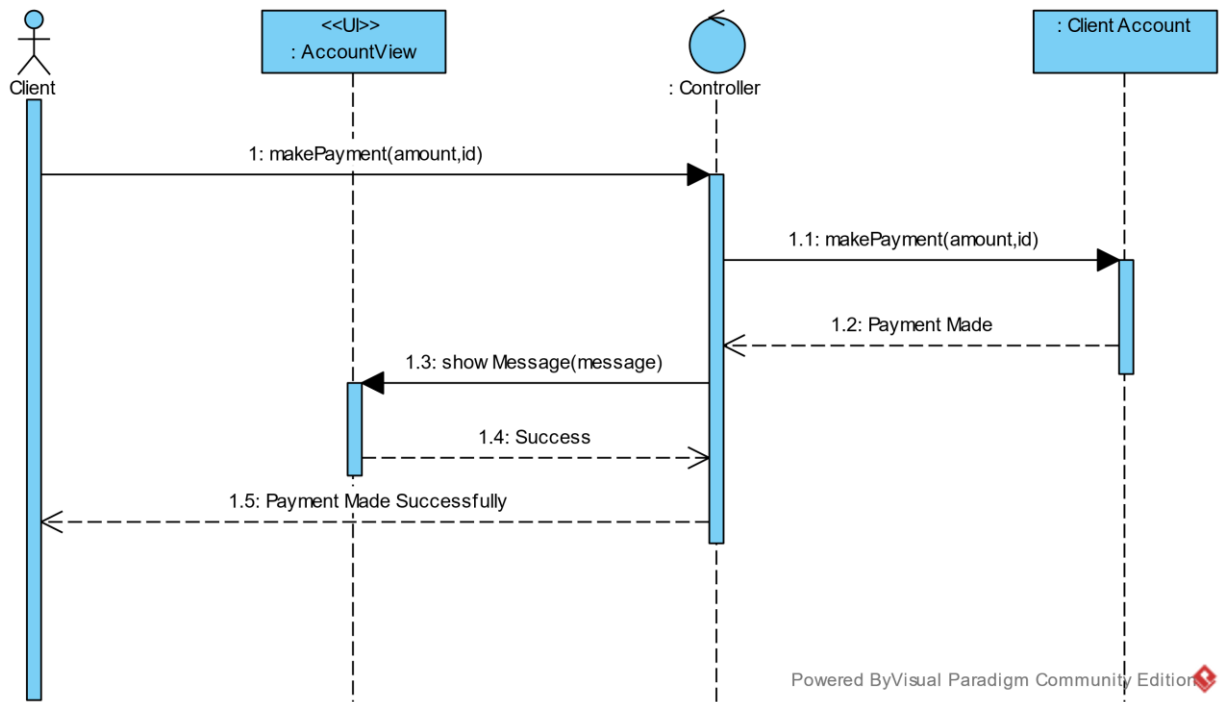 <<UI>>
: AccountView
: Client Account
Client
: Controller
1: makePayment(amount,id)
1.1: makePayment(amount,id)
1.2: Payment Made
1.3: show Message(message)
1.4: Success
1.5: Payment Made Successfully
Powered ByVisual Paradigm Community Edition